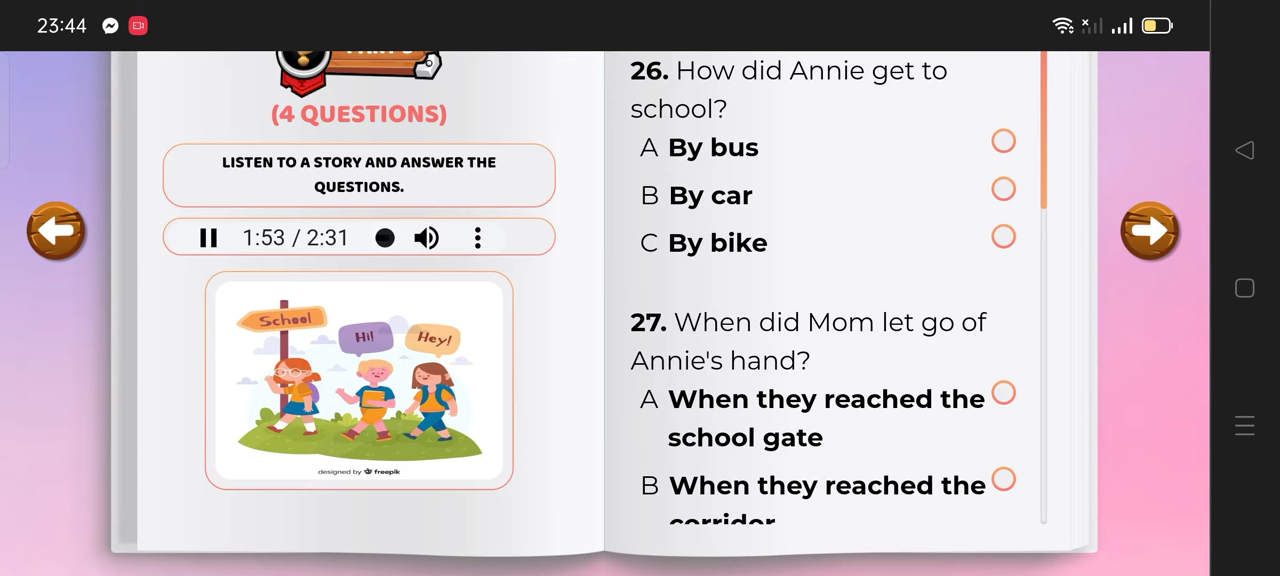 23:44
(4 QUESTIONS)
LISTEN TO A STORY AND ANSWER THE
QUESTIONS.
1:53 / 2:31
School
Hi!
Hey!
designed by freepik
26. How did Annie get to
school?
A By bus
B By car
C By bike
27. When did Mom let go of
Annie's hand?
A When they reached the
school gate
B When they reached the
corridor